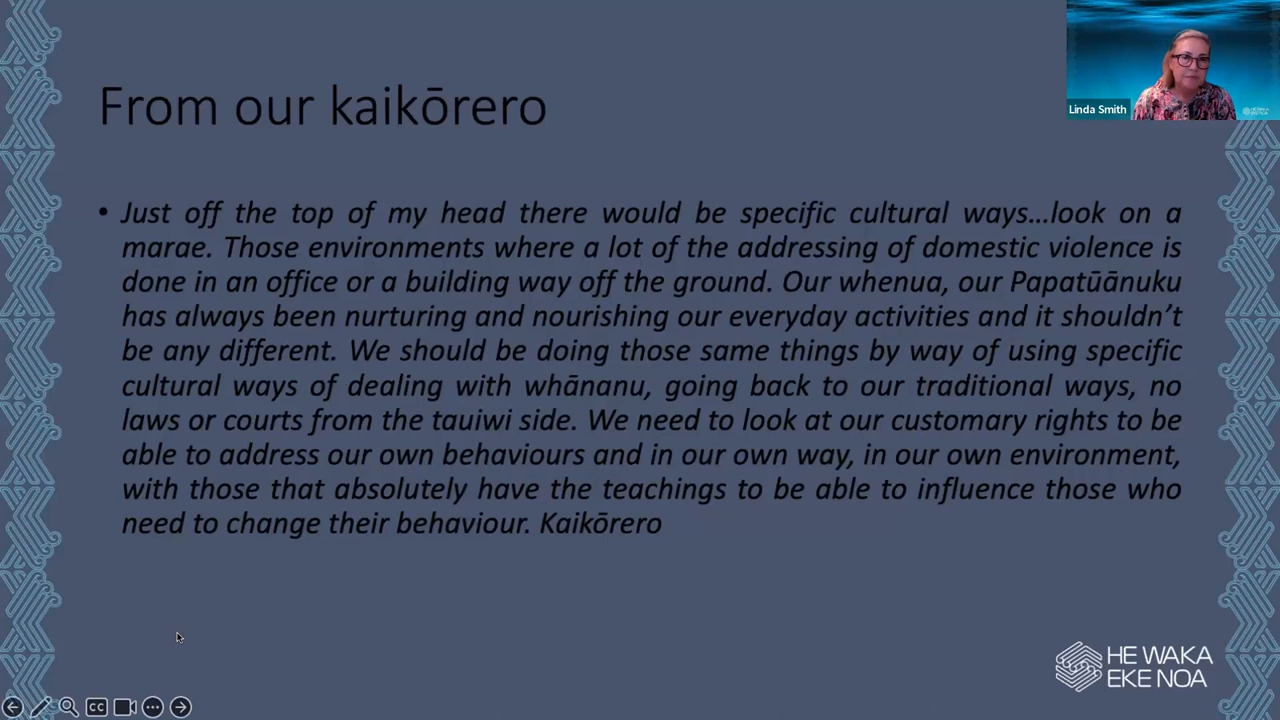 From our kaikōrero
Linda Smith
• Just off the top of my head there would be specific cultural ways...look on a
marae. Those environments where a lot of the addressing of domestic violence is
done in an office or a building way off the ground. Our whenua, our Papatūānuku
has always been nurturing and nourishing our everyday activities and it shouldn't
be any different. We should be doing those same things by way of using specific
cultural ways of dealing with whānanu, going back to our traditional ways, no
laws or courts from the tauiwi side. We need to look at our customary rights to be
able to address our own behaviours and in our own way, in our own environment,
with those that absolutely have the teachings to be able to influence those who
need to change their behaviour. Kaikōrero
HE WAKA
EKE NOA
CC